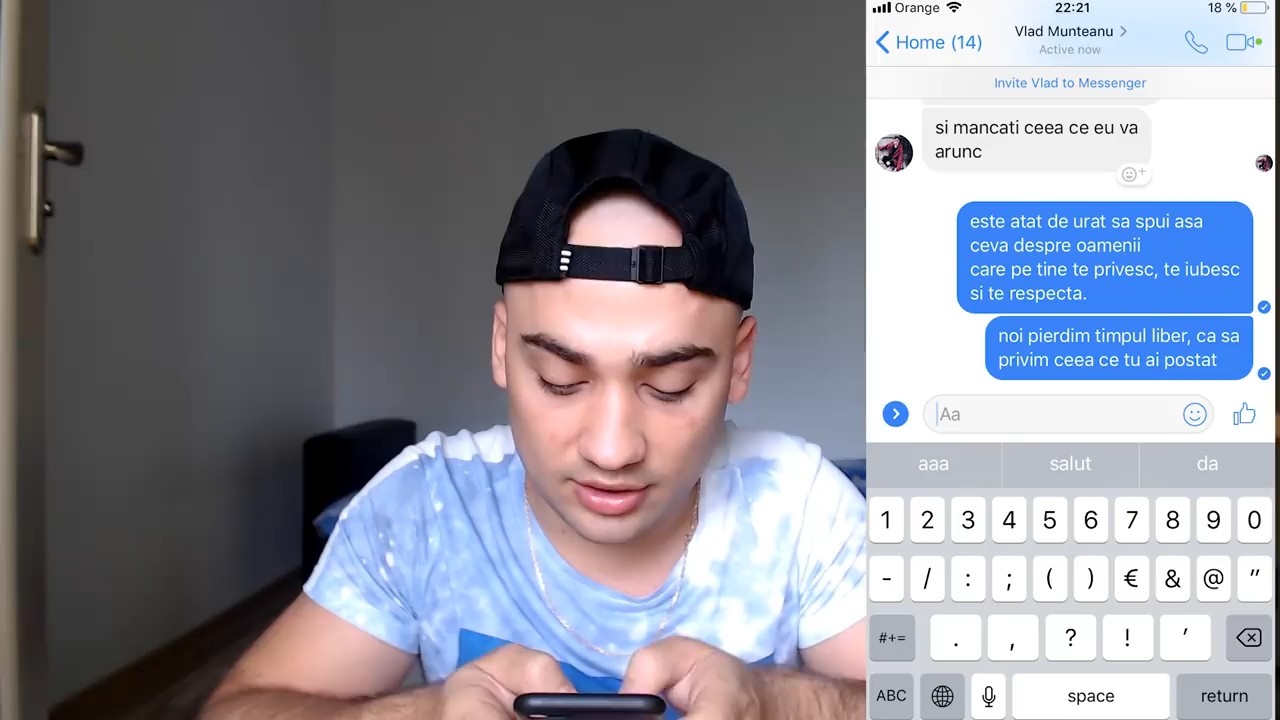 Orange
22:21
18 %
Home (14)
Vlad Munteanu
Active now
Invite Vlad to Messenger
si mancati ceea ce eu va
arunc
este atat de urat sa spui asa
ceva despre oamenii
care pe tine te privesc, te iubesc
si te respecta.
noi pierdim timpul liber, ca sa
privim ceea ce tu ai postat
Aa
aaa
salut
da
1 2 3 4 5 6 7 8 9 0
- / : ; ( ) € & @ "
#+= . , ? ! '
ABC
space
return